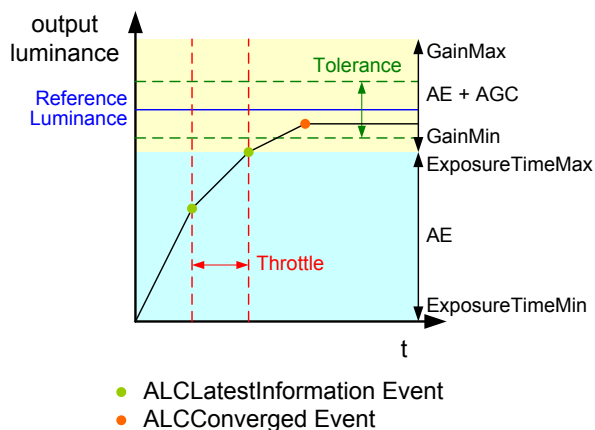 output
luminance
GainMax
Tolerance
AE + AGC
Reference
Luminance
GainMin
ExposureTimeMax
AE
Throttle
ExposureTimeMin
t
ALCLatestInformation Event
ALCConverged Event